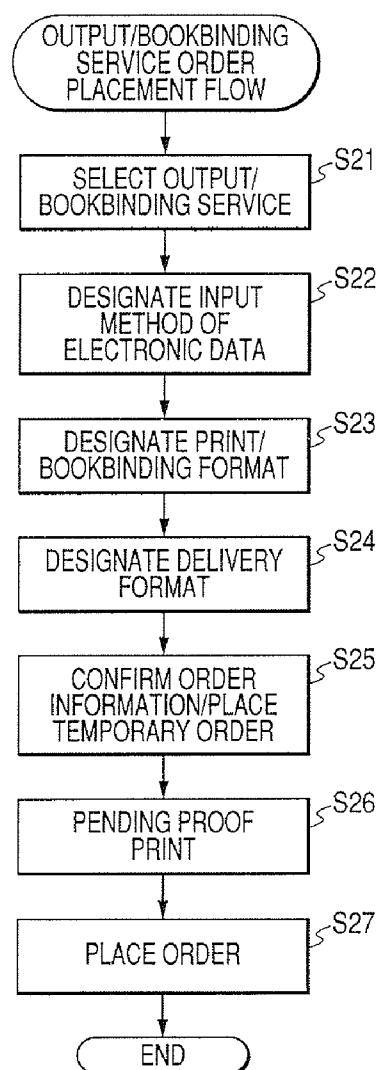 OUTPUT/BOOKBINDING
SERVICE ORDER
PLACEMENT FLOW
S21
SELECT OUTPUT/
BOOKBINDING SERVICE
S22
DESIGNATE INPUT
METHOD OF
ELECTRONIC DATA
S23
DESIGNATE PRINT/
BOOKBINDING FORMAT
S24
DESIGNATE DELIVERY
FORMAT
S25
CONFIRM ORDER
INFORMATION/PLACE
TEMPORARY ORDER
S26
PENDING PROOF
PRINT
S27
PLACE ORDER
END